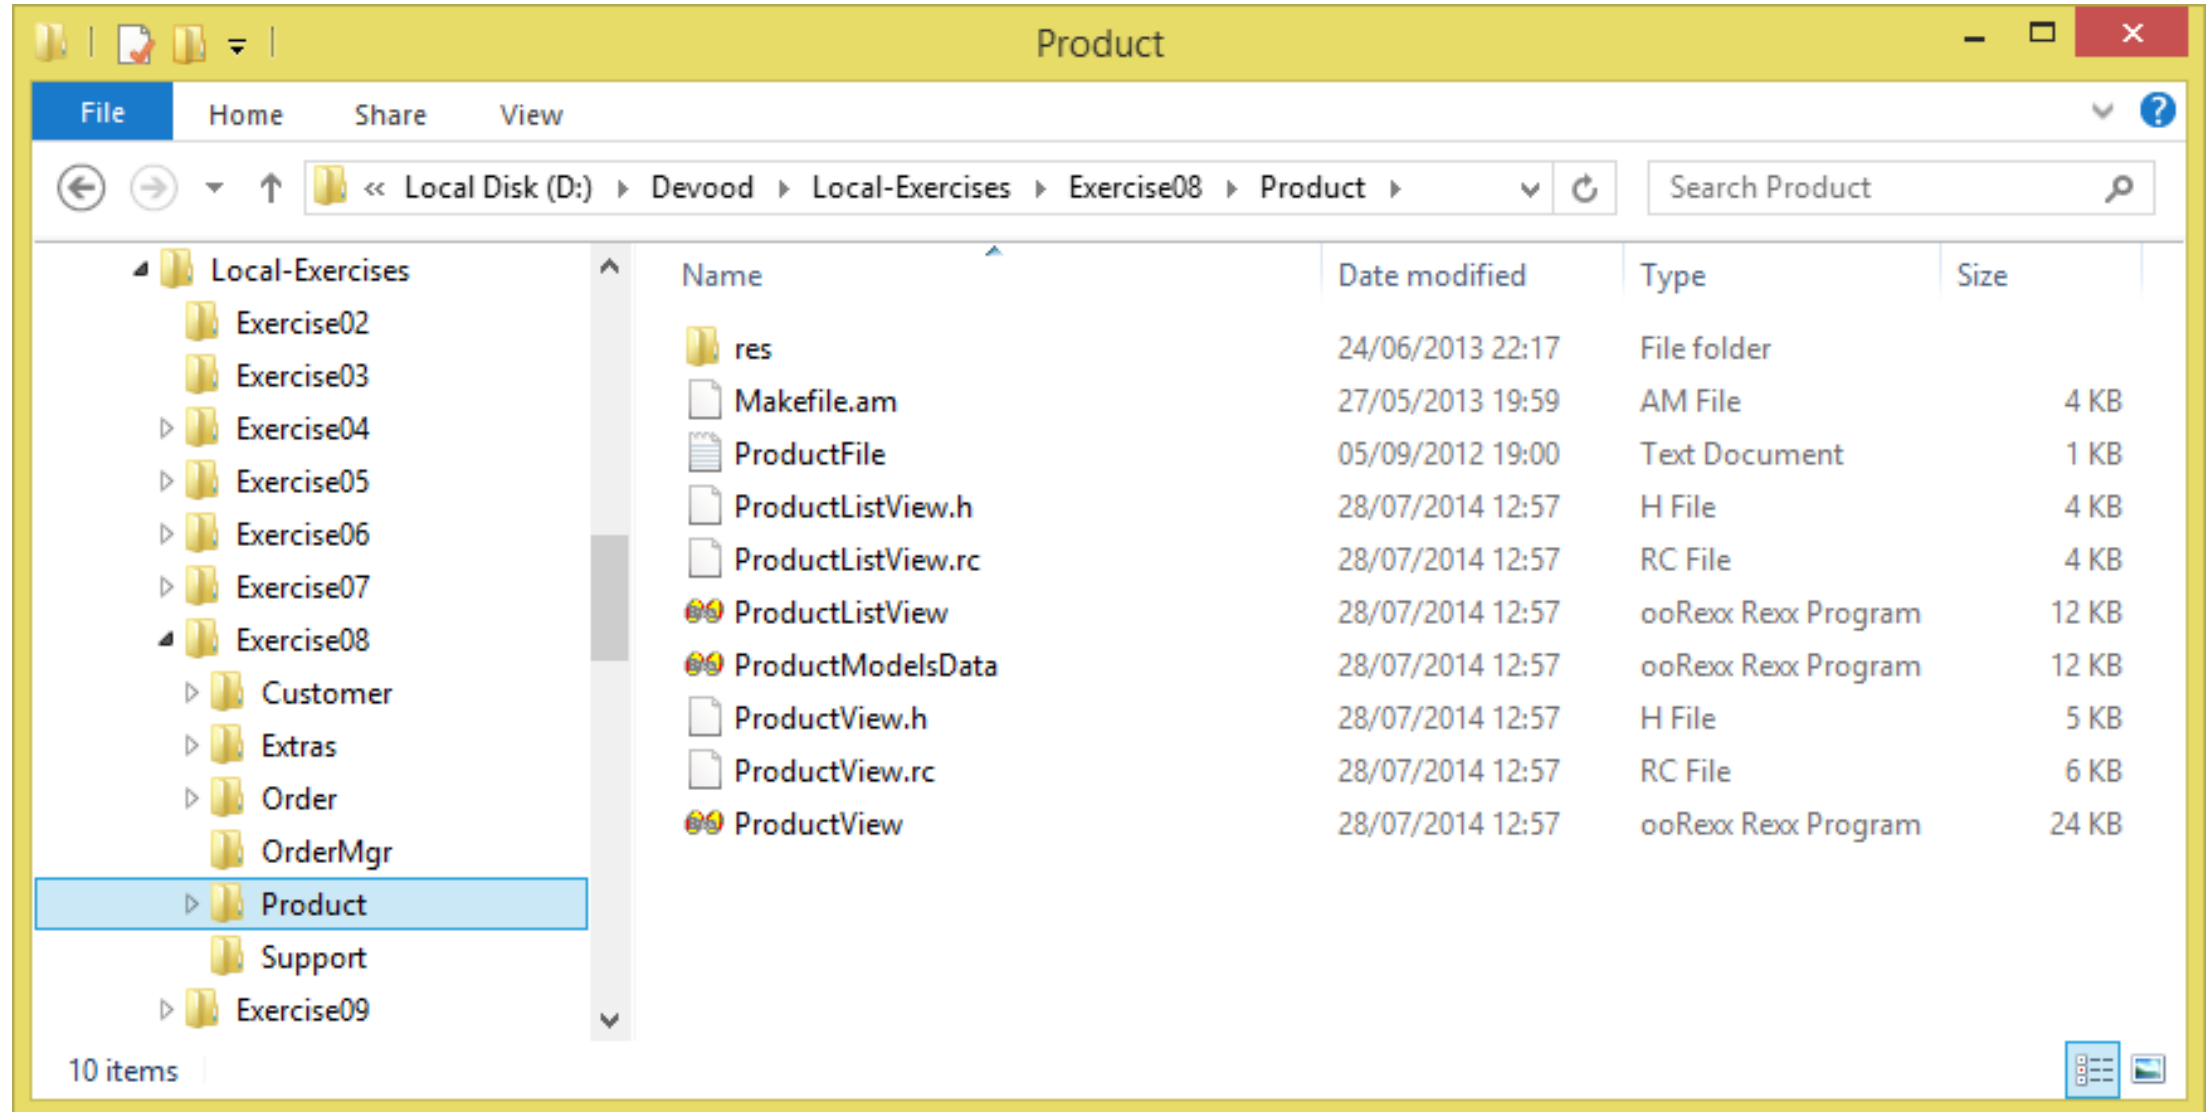 Product
File Home Share View
« Local Disk (D:) Devood Local-Exercises Exercise08 Product Search Product
Local-Exercises
Exercise02
Exercise03
Exercise04
Exercise05
Exercise06
Exercise07
Exercise08
Customer
Extras
Order
OrderMgr
Product
Support
Exercise09
Name Date modified Type Size
res 24/06/2013 22:17 File folder
Makefile.am 27/05/2013 19:59 AM File 4 KB
ProductFile 05/09/2012 19:00 Text Document 1 KB
ProductListView.h 28/07/2014 12:57 H File 4 KB
ProductListView.rc 28/07/2014 12:57 RC File 4 KB
ProductListView 28/07/2014 12:57 ooRexx Rexx Program 12 KB
ProductModelsData 28/07/2014 12:57 ooRexx Rexx Program 12 KB
ProductView.h 28/07/2014 12:57 H File 5 KB
ProductView.rc 28/07/2014 12:57 RC File 6 KB
ProductView 28/07/2014 12:57 ooRexx Rexx Program 24 KB
10 items